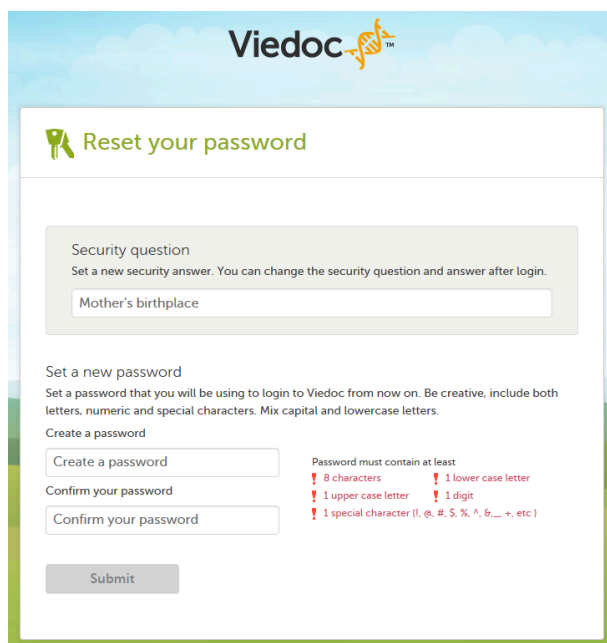 Viedoc™
Reset your password
Security question
Set a new security answer. You can change the security question and answer after login.
Mother's birthplace
Set a new password
Set a password that you will be using to login to Viedoc from now on. Be creative, include both
letters, numeric and special characters. Mix capital and lowercase letters.
Create a password
Create a password
Password must contain at least
! 8 characters ! 1 lower case letter
Confirm your password
! 1 upper case letter ! 1 digit
Confirm your password
! 1 special character (!, @, #, $, %, ^, &,_, +, etc )
Submit